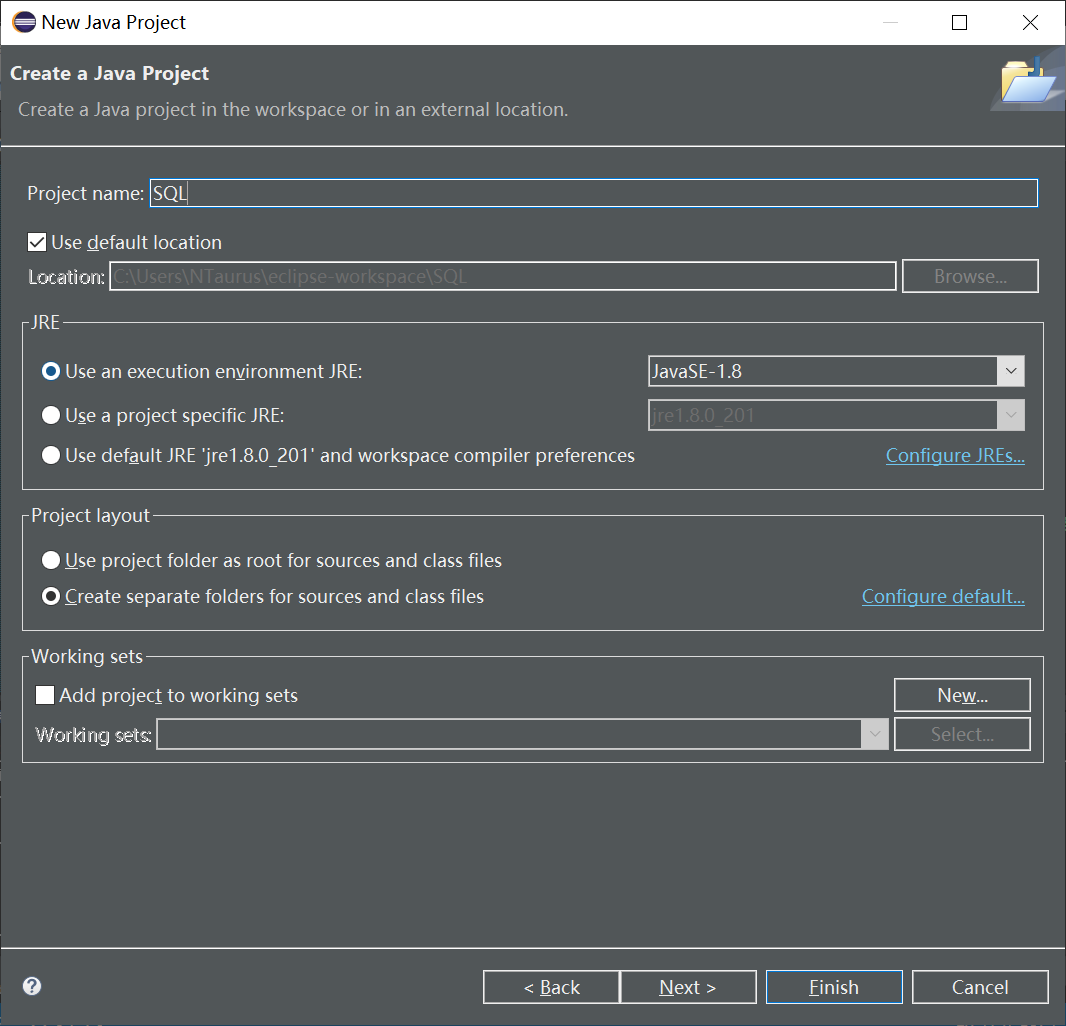 New Java Project
Create a Java Project
Create a Java project in the workspace or in an external location.
Project name: SQL
Use default location
Location: C:\Users\NTaurus\eclipse-workspace\SQL Browse...
JRE
Use an execution environment JRE: JavaSE-1.8
Use a project specific JRE: jre1.8.0_201
Use default JRE 'jre1.8.0_201' and workspace compiler preferences Configure JREs...
Project layout
Use project folder as root for sources and class files
Create separate folders for sources and class files Configure default...
Working sets
Add project to working sets New...
Working sets: Select...
< Back Next > Finish Cancel